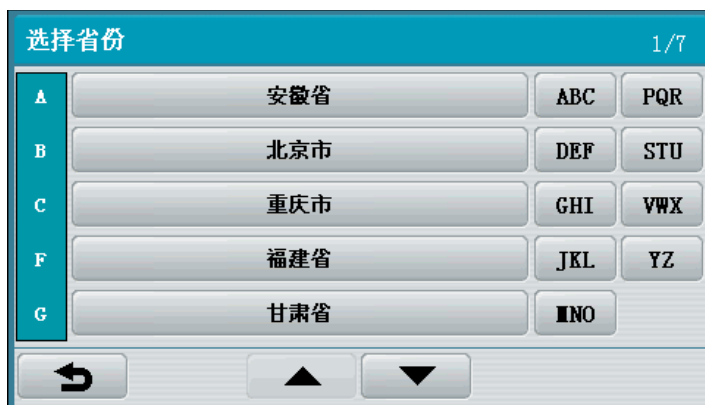 选择省份 1/7
A 安徽省 ABC PQR
B 北京市 DEF STU
C 重庆市 GHI VWX
F 福建省 JKL YZ
G 甘肃省 MNO